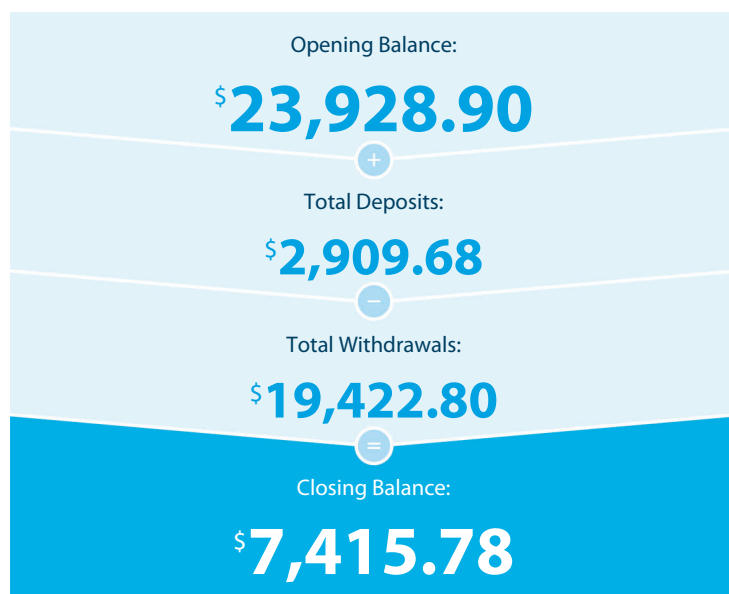 Opening Balance:
$23,928.90
+
Total Deposits:
$2,909.68
−
Total Withdrawals:
$19,422.80
=
Closing Balance:
$7,415.78